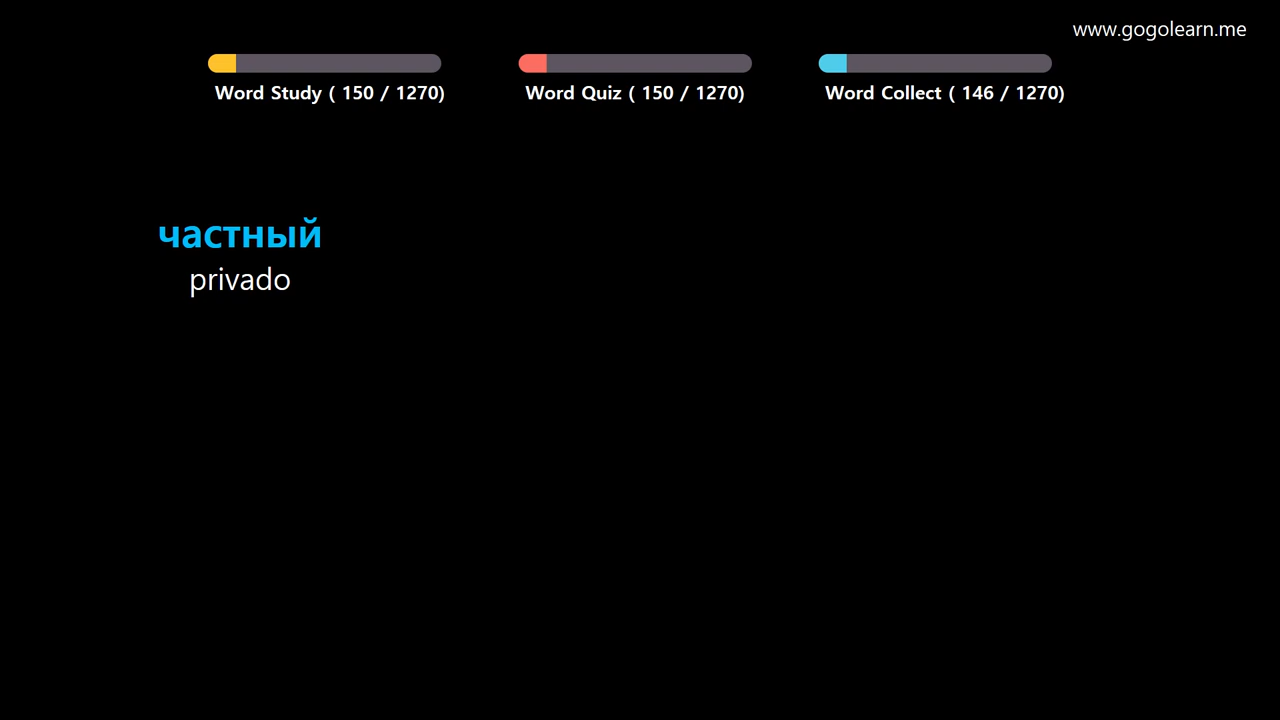 www.gogolearn.me
Word Study ( 150 / 1270)
Word Quiz ( 150 / 1270)
Word Collect ( 146 / 1270)
частный
privado